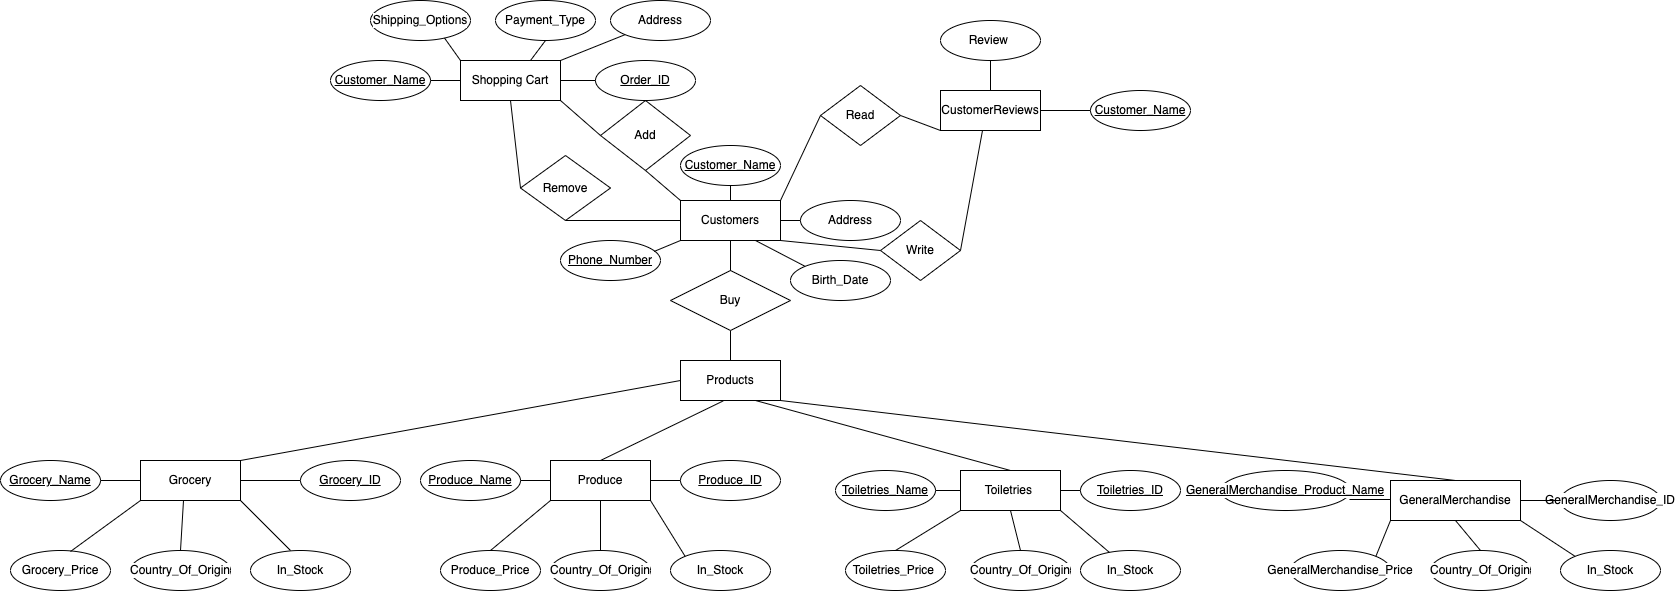 Shipping_Options
Payment_Type
Address
Review
Customer_Name
Shopping Cart
Order_ID
CustomerReviews
Customer_Name
Read
Add
Customer_Name
Remove
Customers
Address
Write
Phone_Number
Birth_Date
Buy
Products
Grocery_Name
Grocery
Grocery_ID
Produce_Name
Produce
Produce_ID
Toiletries_Name
Toiletries
Toiletries_ID
GeneralMerchandise_Product_Name
GeneralMerchandise
GeneralMerchandise_ID
Grocery_Price
Country_Of_Origin
In_Stock
Produce_Price
Country_Of_Origin
In_Stock
Toiletries_Price
Country_Of_Origin
In_Stock
GeneralMerchandise_Price
Country_Of_Origin
In_Stock